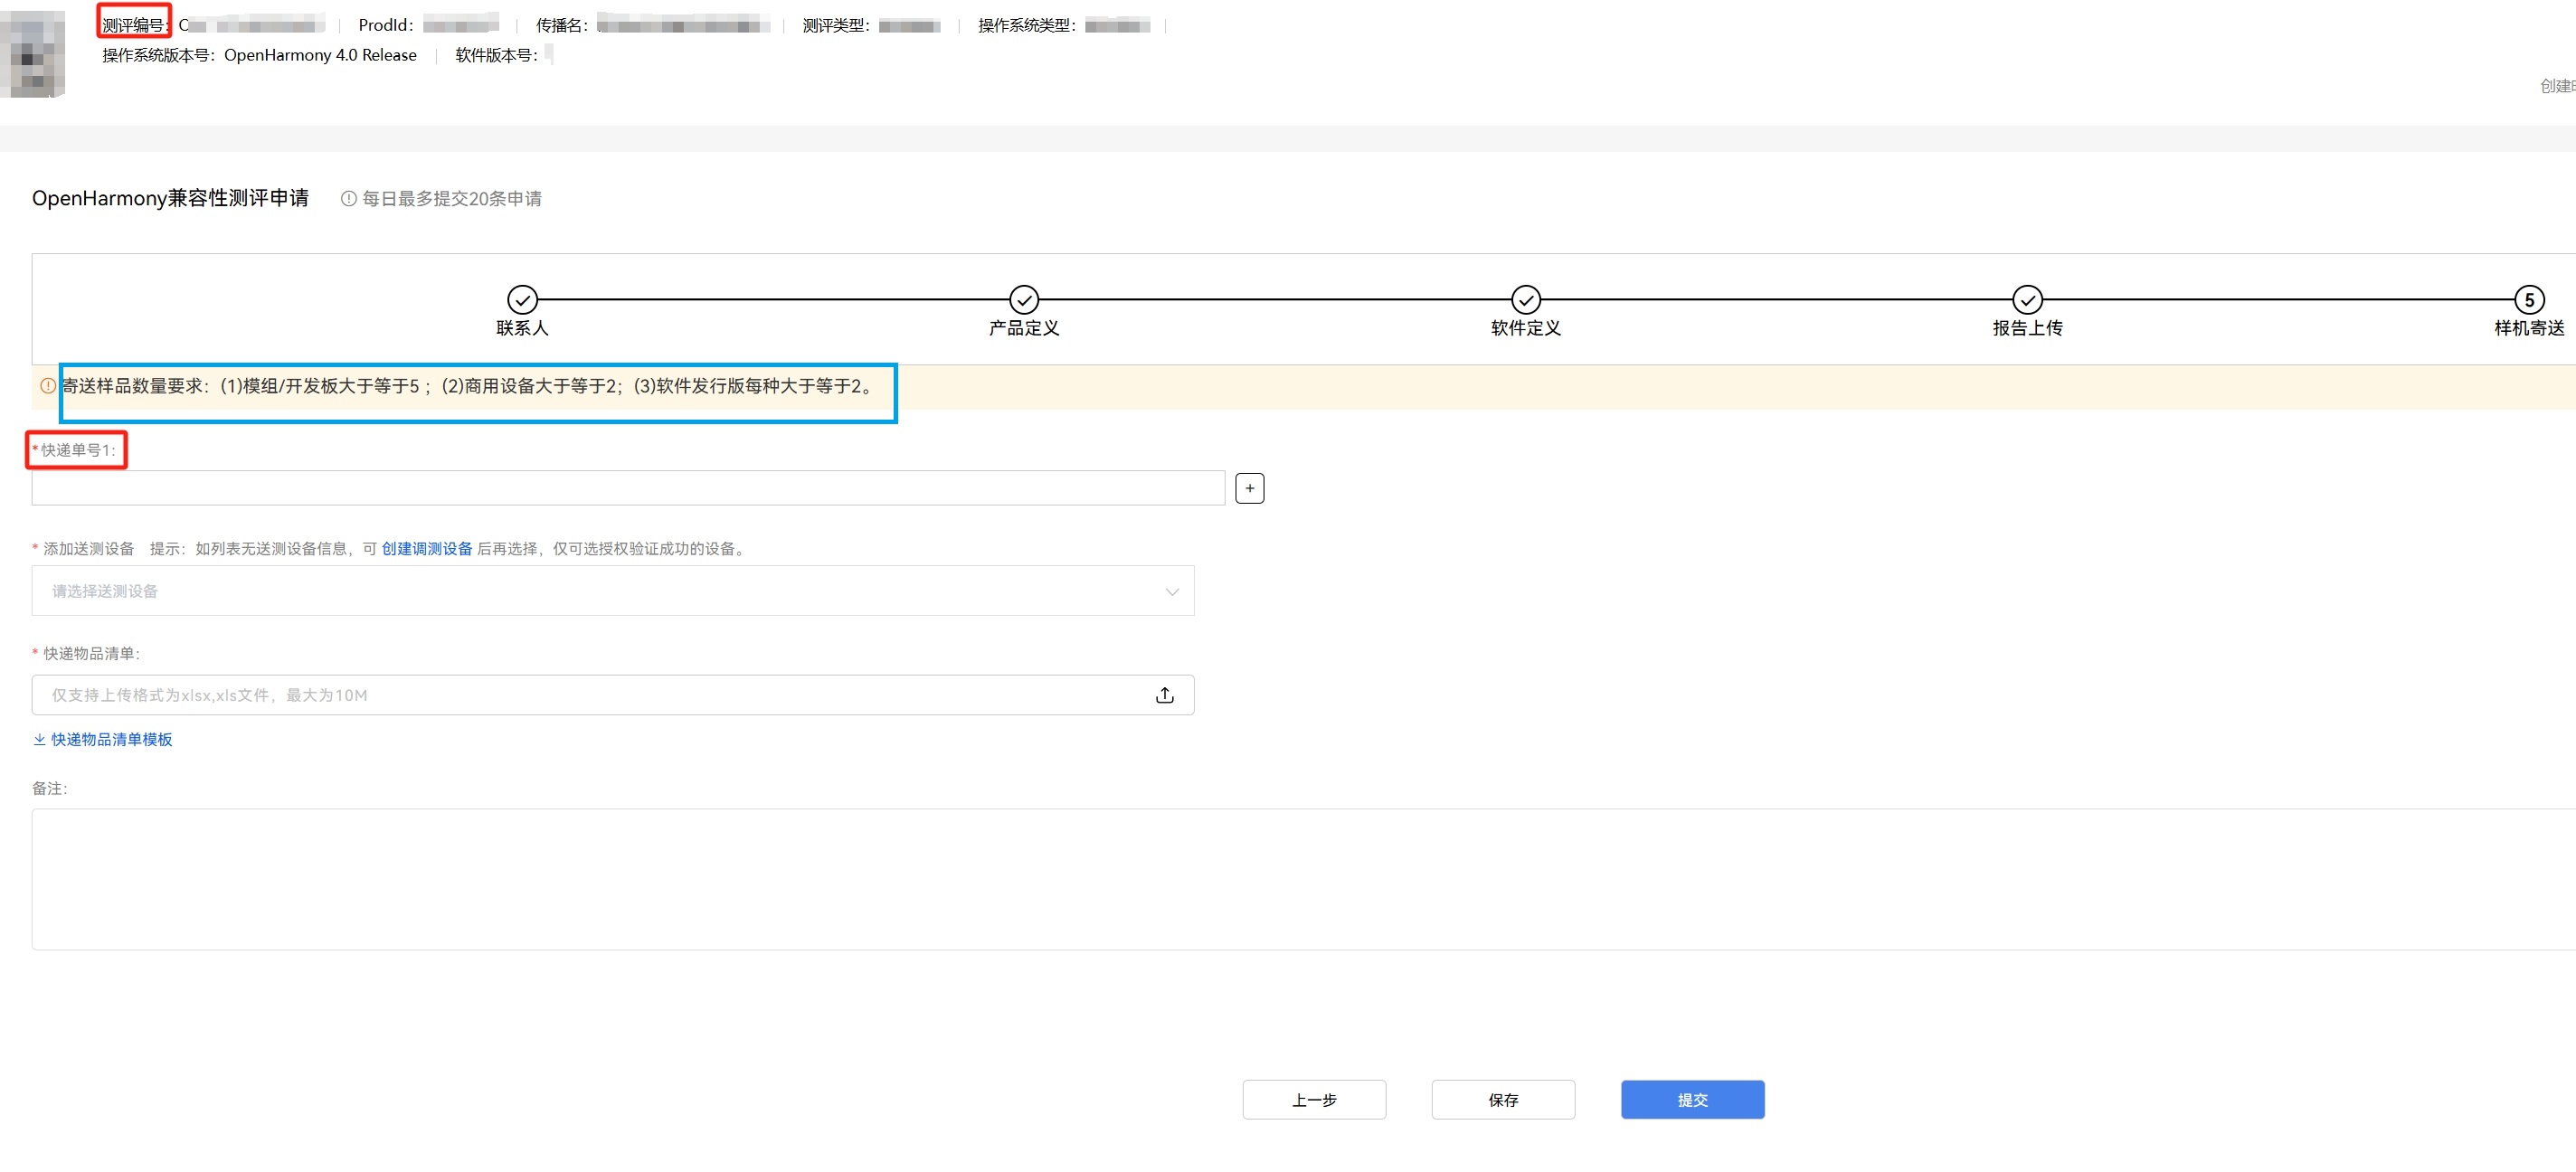 测评编号: ProdId: 传播名: 测评类型: 操作系统类型:
操作系统版本号: OpenHarmony 4.0 Release 软件版本号:
创建
OpenHarmony兼容性测评申请 每日最多提交20条申请
5
联系人 产品定义 软件定义 报告上传 样机寄送
寄送样品数量要求: (1)模组/开发板大于等于5 ; (2)商用设备大于等于2; (3)软件发行版每种大于等于2。
*快递单号1:
+
* 添加送测设备 提示: 如列表无送测设备信息, 可 创建调测设备 后再选择, 仅可选授权验证成功的设备。
请选择送测设备
* 快递物品清单:
仅支持上传格式为xlsx,xls文件, 最大为10M
快递物品清单模板
备注:
上一步 保存 提交